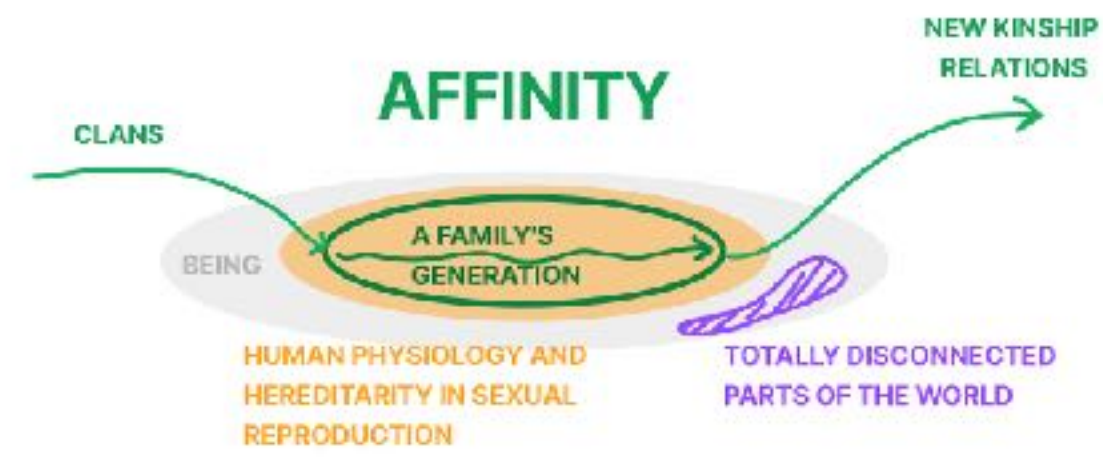 NEW KINSHIP
RELATIONS
AFFINITY
CLANS
A FAMILY'S
GENERATION
BEING
HUMAN PHYSIOLOGY AND
HEREDITARITY IN SEXUAL
REPRODUCTION
TOTALLY DISCONNECTED
PARTS OF THE WORLD